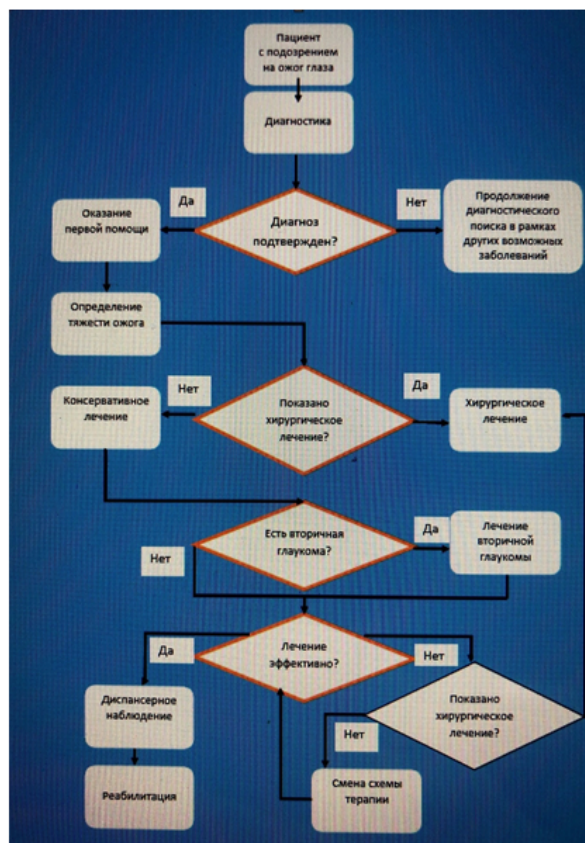 Пациент
с подозрением
на ожог глаза
Диагностика
Да
Нет
Оказание
первой помощи
Диагноз
подтвержден?
Продолжение
диагностического
поиска в рамках
других возможных
заболеваний
Определение
тяжести ожога
Нет
Да
Консервативное
лечение
Показано
хирургическое
лечение?
Хирургическое
лечение
Есть вторичная
глаукома?
Да
Лечение
вторичной
глаукомы
Нет
Лечение
эффективно?
Да
Нет
Диспансерное
наблюдение
Показано
хирургическое
лечение?
Нет
Реабилитация
Смена схемы
терапии